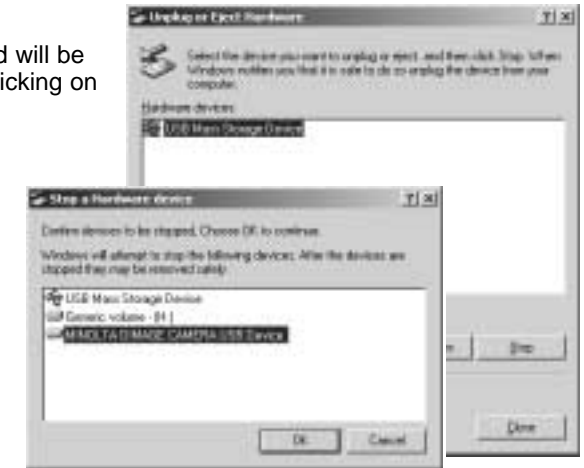 d will be
icking on
Unplug or Eject Hardware
Select the device you want to unplug or eject, and then click Stop. When
Windows notifies you that it is safe to do so unplug the device from your
computer.
Hardware devices:
USB Mass Storage Device
Stop
Close
Stop a Hardware device
Confirm devices to be stopped, Choose OK to continue.
Windows will attempt to stop the following devices. After the devices are
stopped they may be removed safely.
USB Mass Storage Device
Generic volume - (H:)
MINOLTA DIMAGE CAMERA USB Device
OK
Cancel